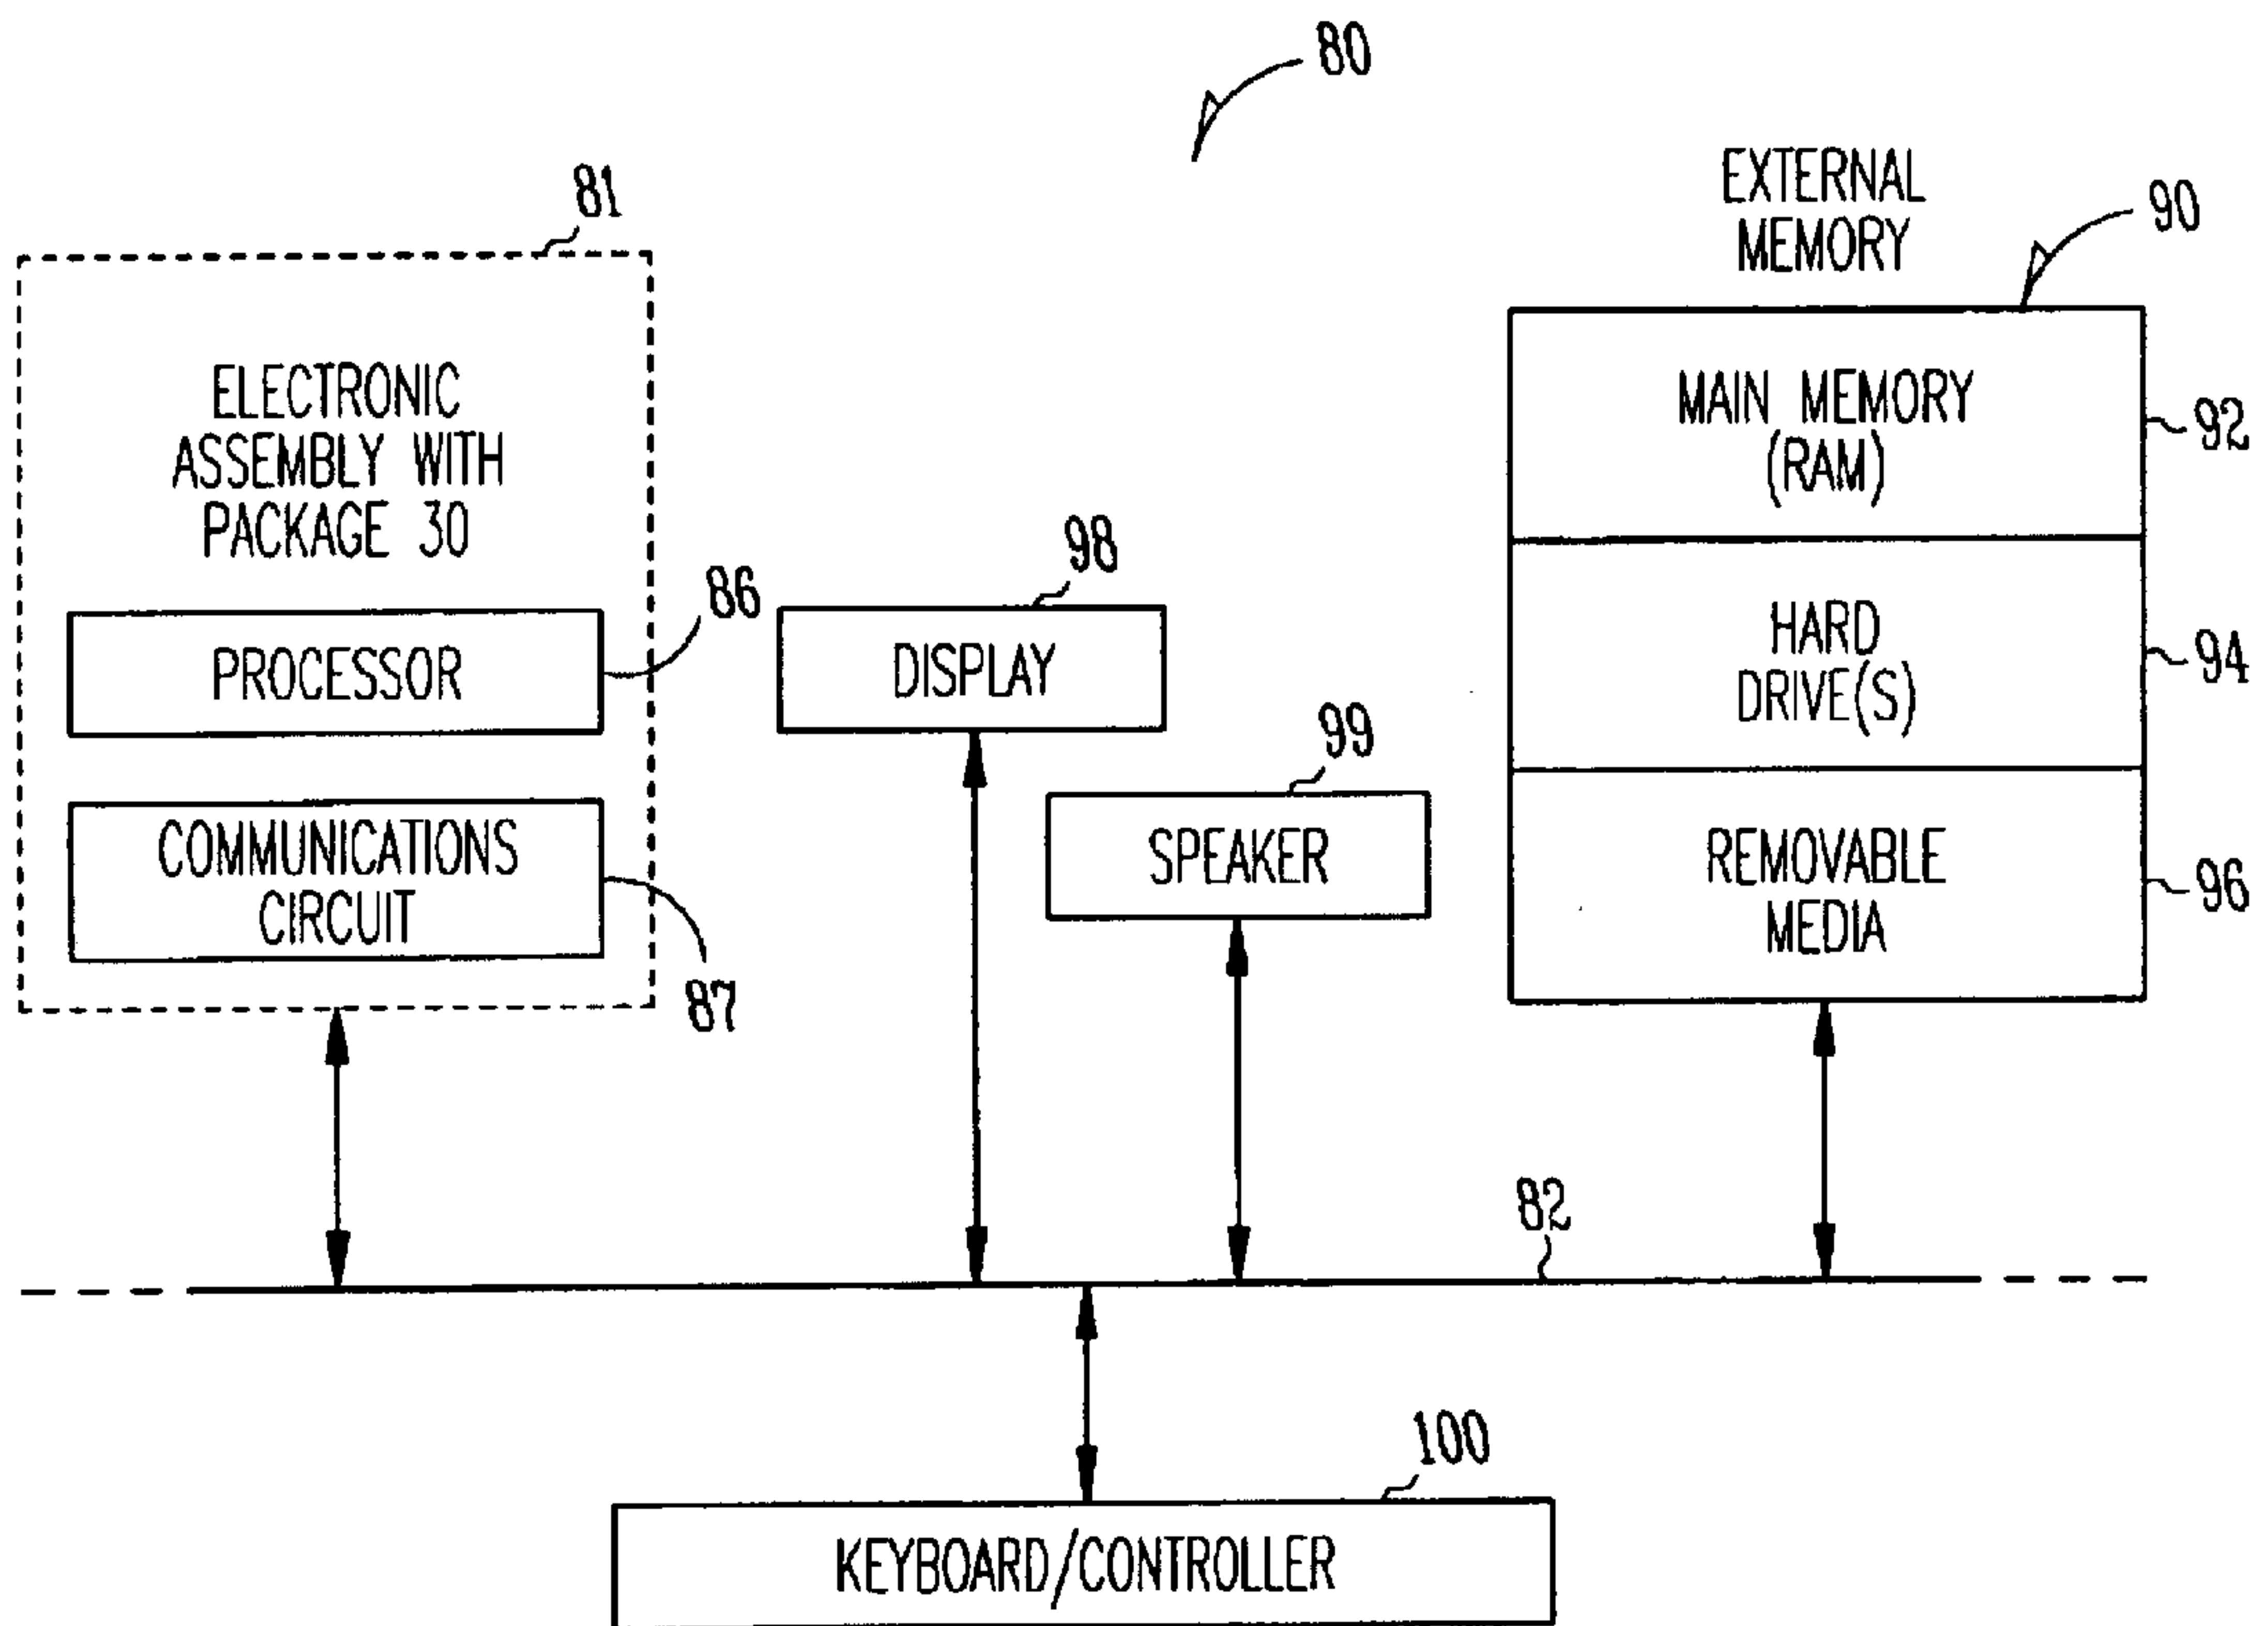 80
81
EXTERNAL
MEMORY
90
ELECTRONIC
ASSEMBLY WITH
PACKAGE 30
86
PROCESSOR
COMMUNICATIONS
CIRCUIT
87
98
DISPLAY
99
SPEAKER
MAIN MEMORY
(RAM)
92
HARD
DRIVE(S)
94
REMOVABLE
MEDIA
96
82
100
KEYBOARD/CONTROLLER